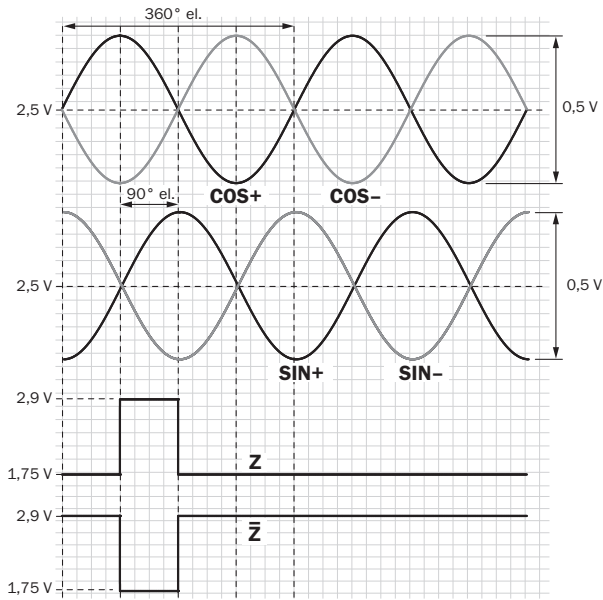 360° el.
2,5 V
0,5 V
COS+
COS–
90° el.
2,5 V
0,5 V
SIN+
SIN–
2,9 V
Z
1,75 V
2,9 V
Z̅
1,75 V